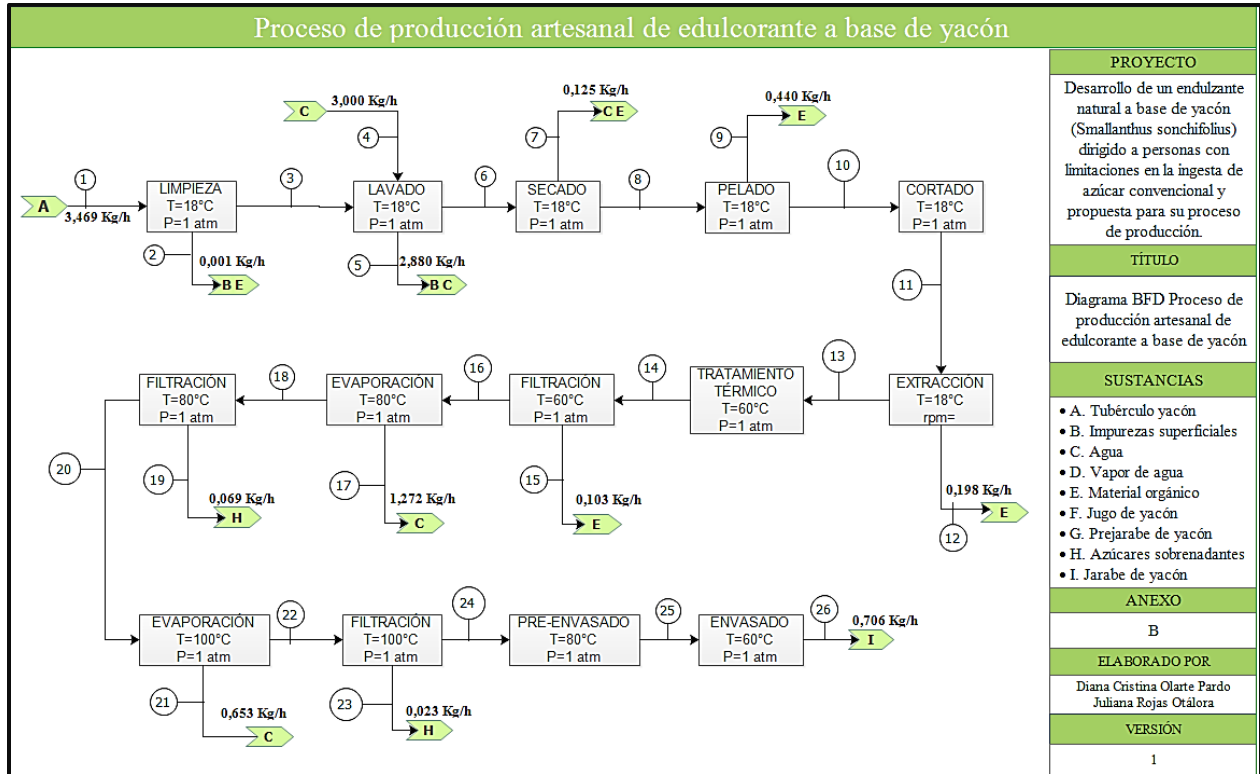 Proceso de producción artesanal de edulcorante a base de yacón
C
3,000 Kg/h
4
0,125 Kg/h
C E
7
0,440 Kg/h
E
9
A
3,469 Kg/h
1
LIMPIEZA
T=18°C
P=1 atm
3
LAVADO
T=18°C
P=1 atm
6
SECADO
T=18°C
P=1 atm
8
PELADO
T=18°C
P=1 atm
10
CORTADO
T=18°C
P=1 atm
2
0,001 Kg/h
B E
5
2,880 Kg/h
B C
11
FILTRACIÓN
T=80°C
P=1 atm
18
EVAPORACIÓN
T=80°C
P=1 atm
16
FILTRACIÓN
T=60°C
P=1 atm
14
TRATAMIENTO
TÉRMICO
T=60°C
P=1 atm
13
EXTRACCIÓN
T=18°C
rpm=
20
19
0,069 Kg/h
H
17
1,272 Kg/h
C
15
0,103 Kg/h
E
0,198 Kg/h
E
12
EVAPORACIÓN
T=100°C
P=1 atm
22
FILTRACIÓN
T=100°C
P=1 atm
24
PRE-ENVASADO
T=80°C
P=1 atm
25
ENVASADO
T=60°C
P=1 atm
26
0,706 Kg/h
I
21
0,653 Kg/h
C
23
0,023 Kg/h
H
PROYECTO
Desarrollo de un endulzante
natural a base de yacón
(Smallanthus sonchifolius)
dirigido a personas con
limitaciones en la ingesta de
azúcar convencional y
propuesta para su proceso
de producción.
TÍTULO
Diagrama BFD Proceso de
producción artesanal de
edulcorante a base de yacón
SUSTANCIAS
• A. Tubérculo yacón
• B. Impurezas superficiales
• C. Agua
• D. Vapor de agua
• E. Material orgánico
• F. Jugo de yacón
• G. Prejarabe de yacón
• H. Azúcares sobrenadantes
• I. Jarabe de yacón
ANEXO
B
ELABORADO POR
Diana Cristina Olarte Pardo
Juliana Rojas Otálora
VERSIÓN
1